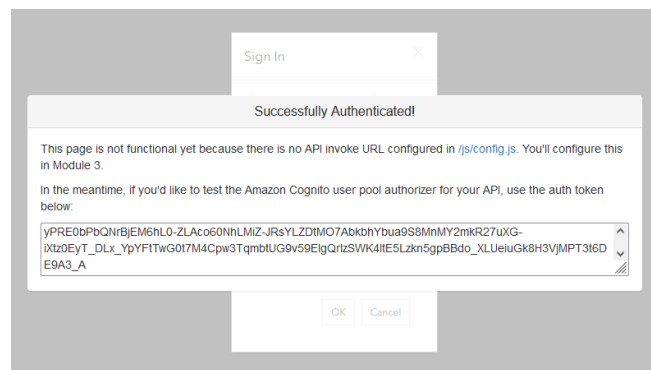 Sign In
Successfully Authenticated!
This page is not functional yet because there is no API invoke URL configured in /js/config.js. You'll configure this
in Module 3.
In the meantime, if you'd like to test the Amazon Cognito user pool authorizer for your API, use the auth token
below:
yPRE0bPbQNrBjEM6hL0-ZLAco60NhLMiZ-JRsYLZDtMO7AbkbhYbua9S8MnMY2mkR27uXG-
iXtz0EyT_DLx_YpYFtTwG0t7M4Cpw3TqmbtUG9v59ElgQrlzSWK4ltE5Lzkn5gpBBdo_XLUeiuGk8H3VjMPT3t6D
E9A3_A
OK Cancel